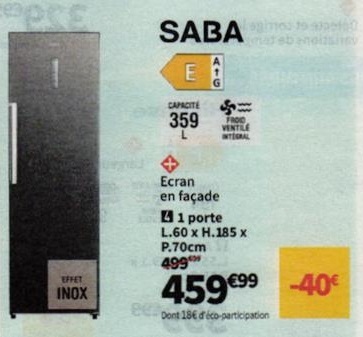 SABA
E
A
↑
G
CAPACITÉ
359
L
FROID
VENTILÉ
INTÉGRAL
Ecran
en façade
4 1 porte
L.60 x H.185 x
P.70cm
499€99
459€99
-40€
Dont 18€ d'éco-participation
EFFET
INOX